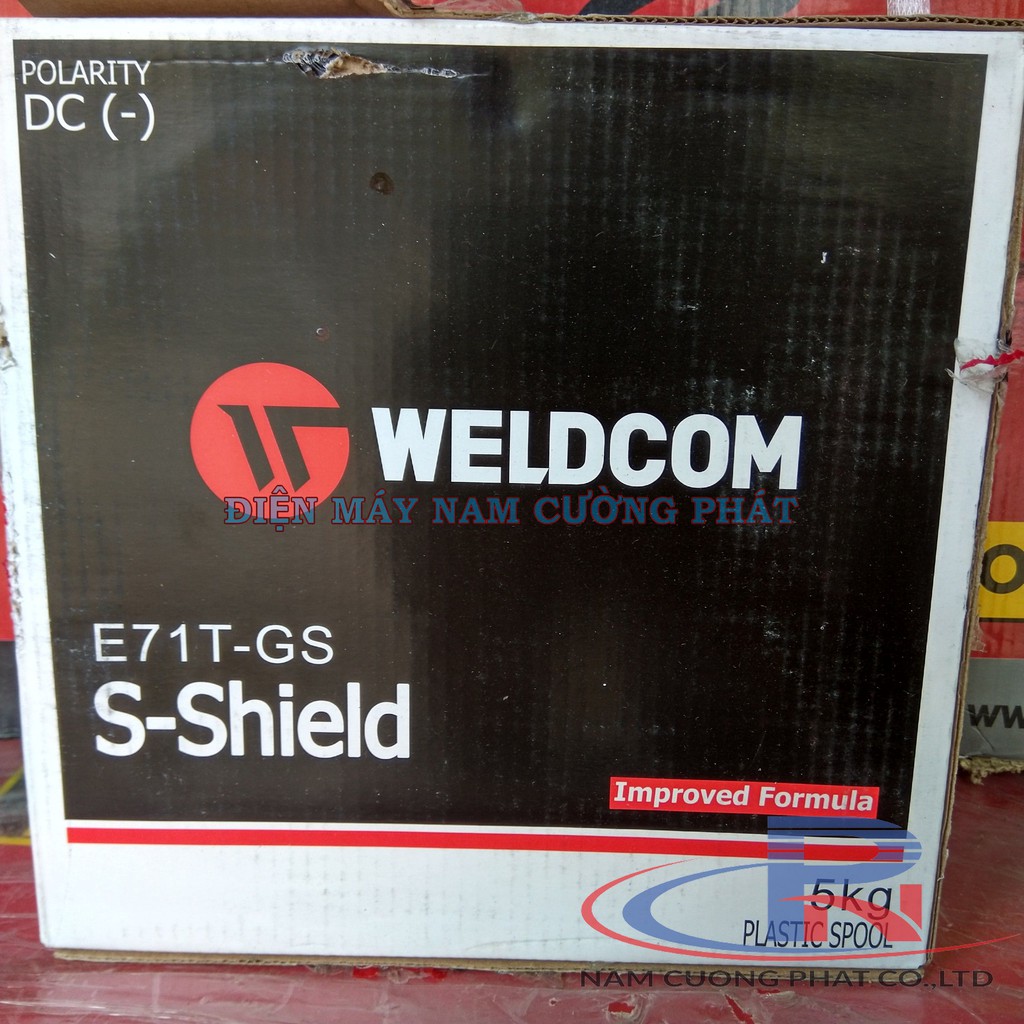 POLARITY
DC (-)
WELDCOM
ĐIỆN MÁY NAM CƯỜNG PHÁT
E71T-GS
S-Shield
Improved Formula
5kg
PLASTIC SPOOL
NAM CUONG PHAT CO.,LTD